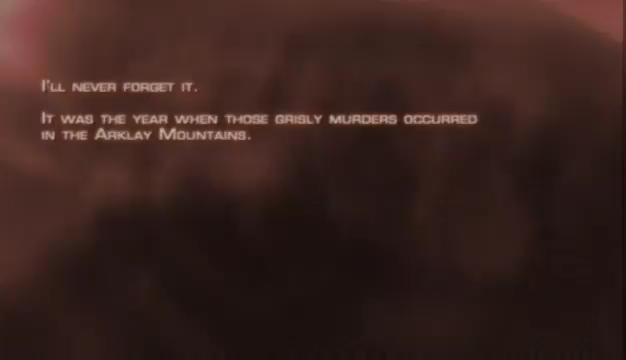 I'll never forget it.
It was the year when those grisly murders occurred
in the Arklay Mountains.